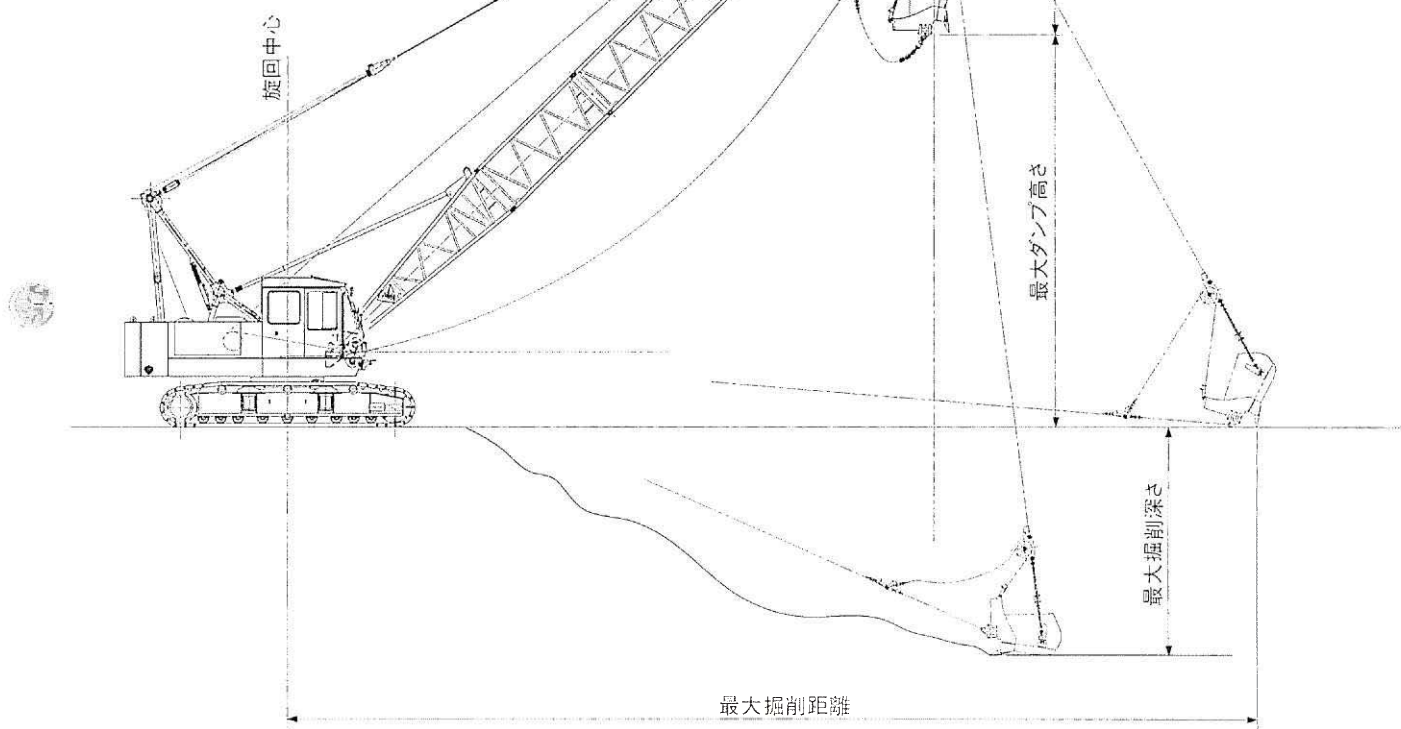 旋回中心
最大ダンプ高さ
最大掘削深さ
最大掘削距離